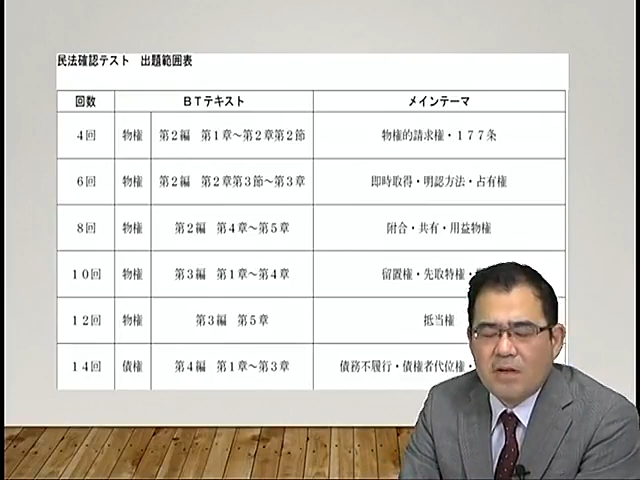 民法確認テスト 出題範囲表
回数 ＢＴテキスト メインテーマ
４回 物権 第２編 第１章～第２章第２節 物権的請求権・１７７条
６回 物権 第２編 第２章第３節～第３章 即時取得・明認方法・占有権
８回 物権 第２編 第４章～第５章 附合・共有・用益物権
１０回 物権 第３編 第１章～第４章 留置権・先取特権・
１２回 物権 第３編 第５章 抵当権
１４回 債権 第４編 第１章～第３章 債務不履行・債権者代位権・